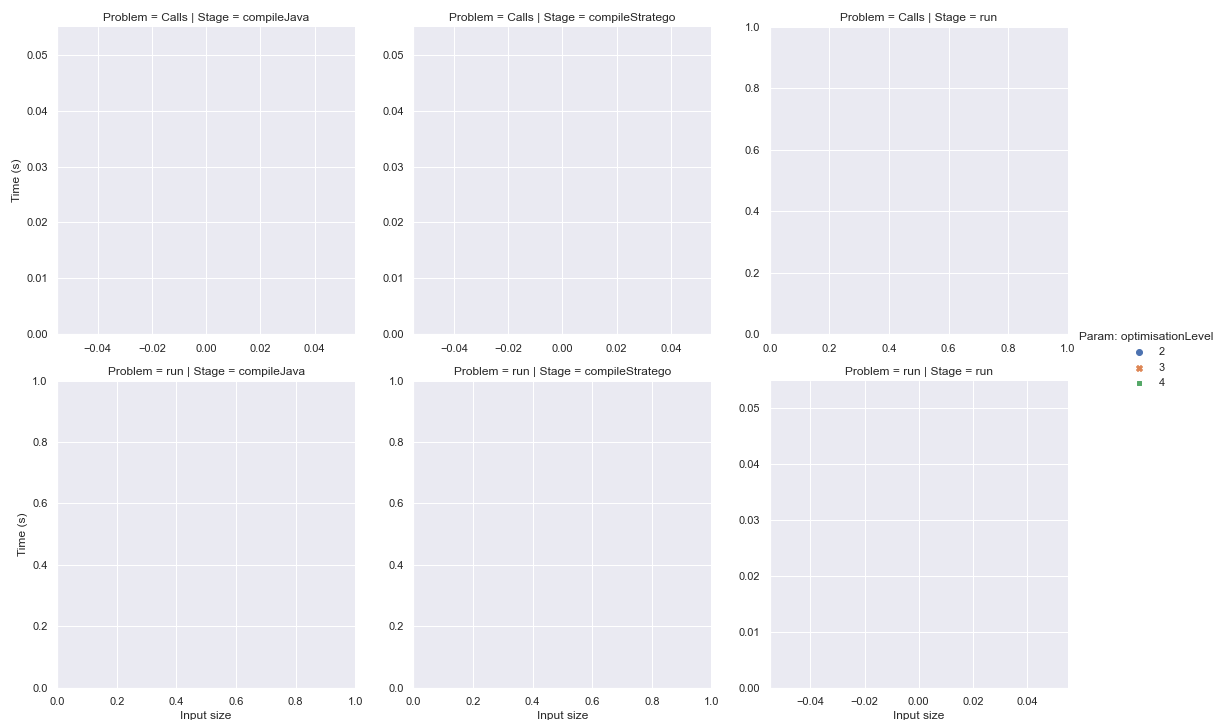 Problem = Calls | Stage = compileJava
Problem = Calls | Stage = compileStratego
Problem = Calls | Stage = run
Time (s)
0.05
0.04
0.03
0.02
0.01
0.00
−0.04 −0.02 0.00 0.02 0.04
0.05
0.04
0.03
0.02
0.01
0.00
−0.04 −0.02 0.00 0.02 0.04
1.0
0.8
0.6
0.4
0.2
0.0
0.0 0.2 0.4 0.6 0.8 1.0
Param: optimisationLevel
2
3
4
Problem = run | Stage = compileJava
Problem = run | Stage = compileStratego
Problem = run | Stage = run
Time (s)
1.0
0.8
0.6
0.4
0.2
0.0
0.0 0.2 0.4 0.6 0.8 1.0
Input size
1.0
0.8
0.6
0.4
0.2
0.0
0.0 0.2 0.4 0.6 0.8 1.0
Input size
0.05
0.04
0.03
0.02
0.01
0.00
−0.04 −0.02 0.00 0.02 0.04
Input size